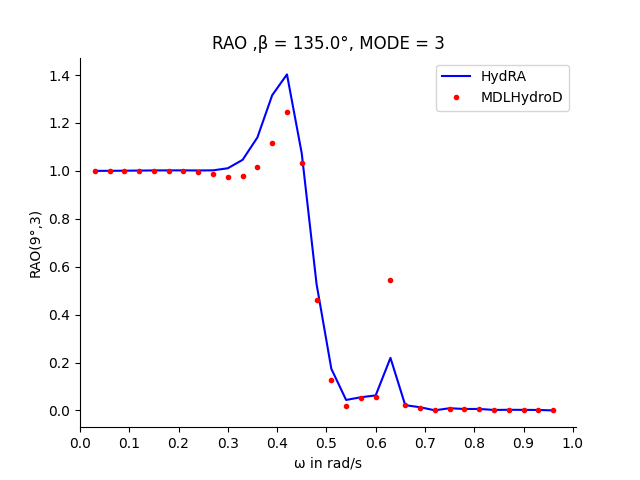 RAO ,β = 135.0°, MODE = 3
HydRA
MDLHydroD
RAO(9°,3)
1.4
1.2
1.0
0.8
0.6
0.4
0.2
0.0
0.0 0.1 0.2 0.3 0.4 0.5 0.6 0.7 0.8 0.9 1.0
ω in rad/s